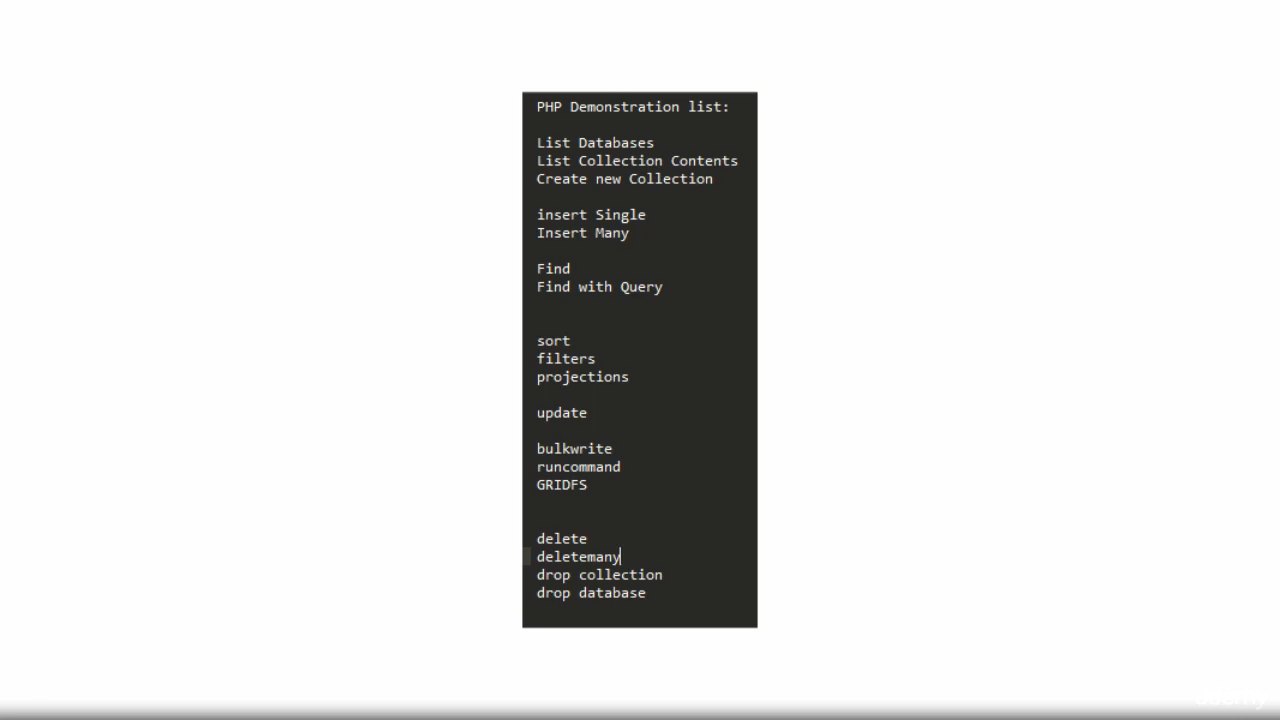 PHP Demonstration list:
List Databases
List Collection Contents
Create new Collection
insert Single
Insert Many
Find
Find with Query
sort
filters
projections
update
bulkwrite
runcommand
GRIDFS
delete
deletemany
drop collection
drop database